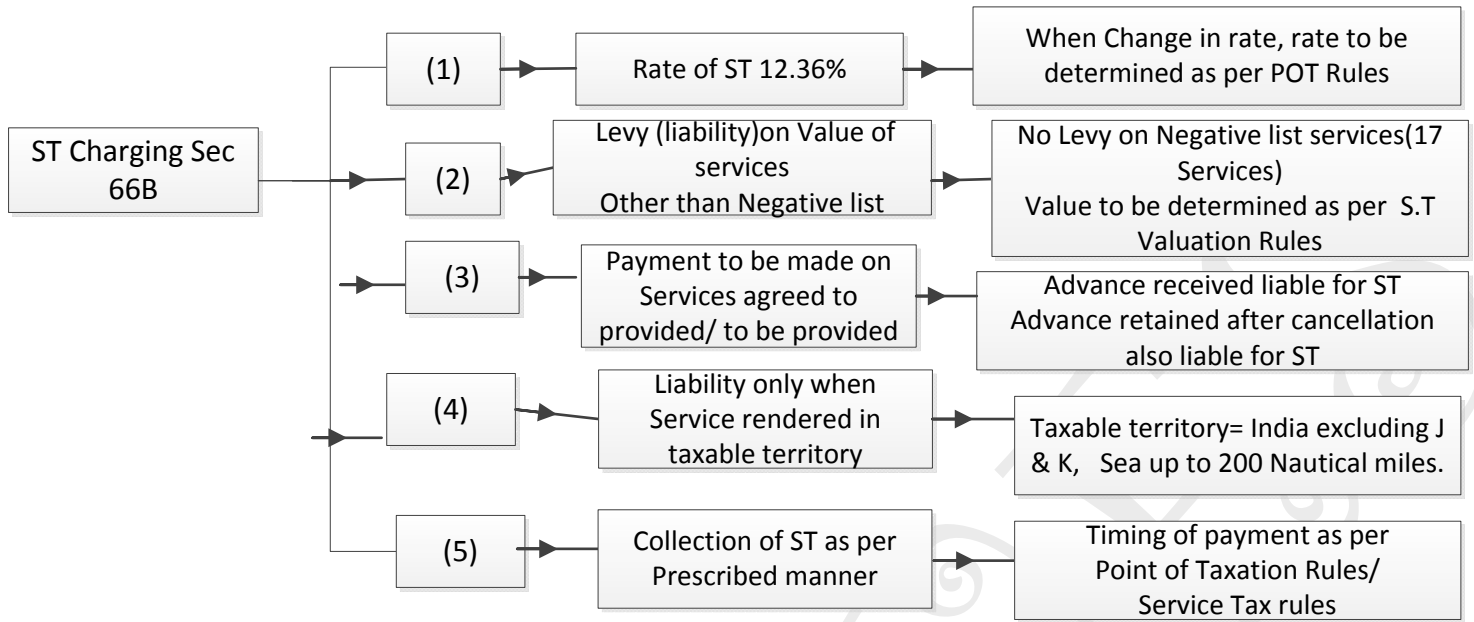 ST Charging Sec
66B
(1)
Rate of ST 12.36%
When Change in rate, rate to be
determined as per POT Rules
(2)
Levy (liability)on Value of
services
Other than Negative list
No Levy on Negative list services(17
Services)
Value to be determined as per S.T
Valuation Rules
(3)
Payment to be made on
Services agreed to
provided/ to be provided
Advance received liable for ST
Advance retained after cancellation
also liable for ST
(4)
Liability only when
Service rendered in
taxable territory
Taxable territory= India excluding J
& K, Sea up to 200 Nautical miles.
(5)
Collection of ST as per
Prescribed manner
Timing of payment as per
Point of Taxation Rules/
Service Tax rules